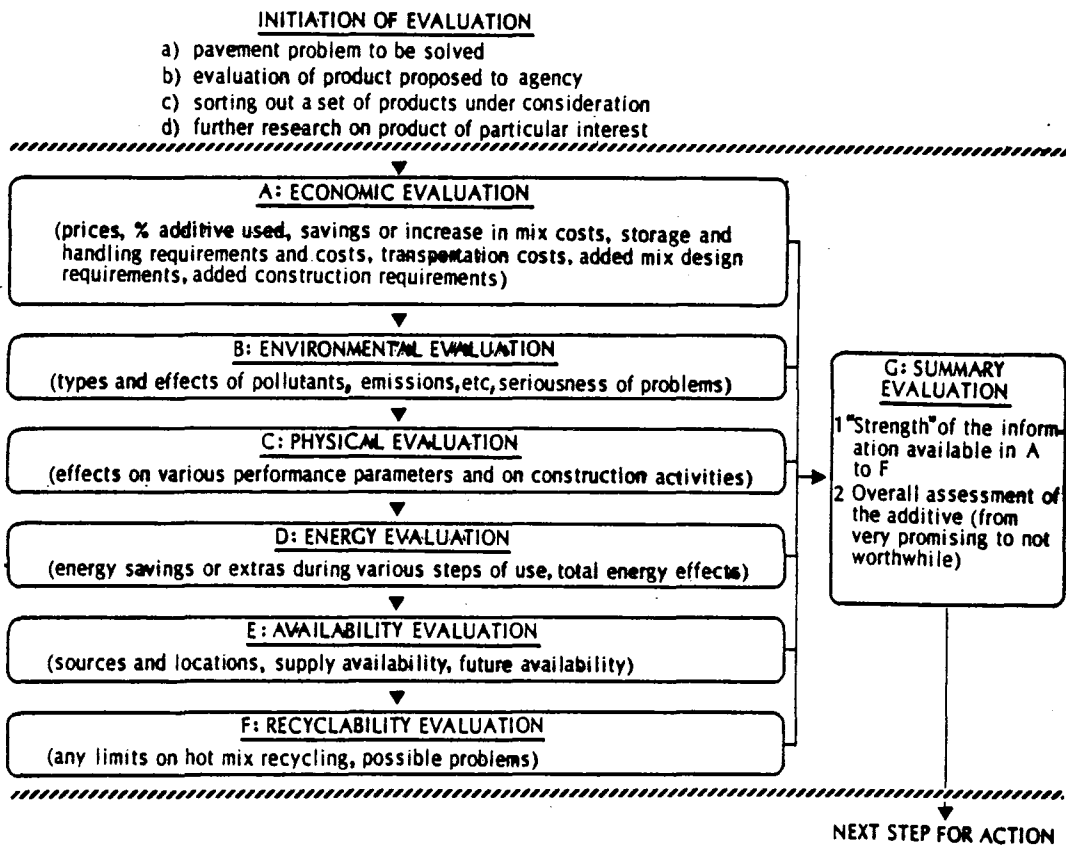 INITIATION OF EVALUATION
a) pavement problem to be solved
b) evaluation of product proposed to agency
c) sorting out a set of products under consideration
d) further research on product of particular interest
A: ECONOMIC EVALUATION
(prices, % additive used, savings or increase in mix costs, storage and
handling requirements and costs, transportation costs, added mix design
requirements, added construction requirements)
B: ENVIRONMENTAL EVALUATION
(types and effects of pollutants, emissions, etc, seriousness of problems)
C: PHYSICAL EVALUATION
(effects on various performance parameters and on construction activities)
D: ENERGY EVALUATION
(energy savings or extras during various steps of use, total energy effects)
E: AVAILABILITY EVALUATION
(sources and locations, supply availability, future availability)
F: RECYCLABILITY EVALUATION
(any limits on hot mix recycling, possible problems)
G: SUMMARY
EVALUATION
1 "Strength" of the inform-
ation available in A
to F
2 Overall assessment of
the additive (from
very promising to not
worthwhile)
NEXT STEP FOR ACTION